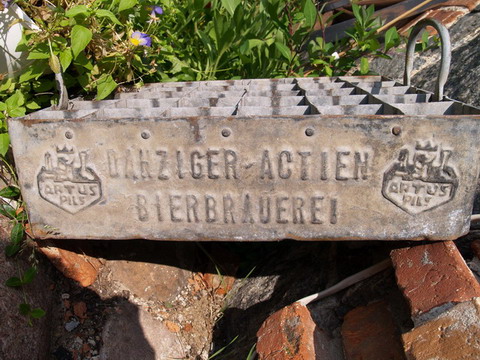 DANZIGER-ACTIEN
BIERBRAUEREI
ARTUS
PILS
ARTUS
PILS